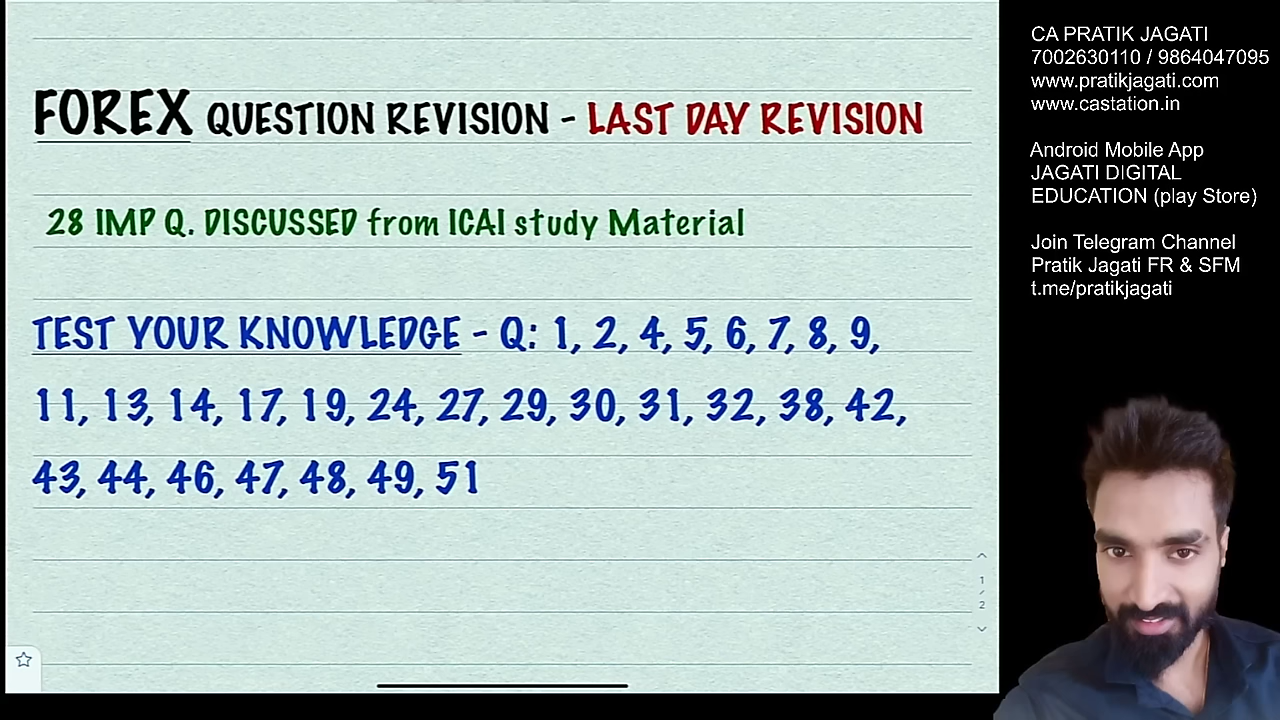 FOREX QUESTION REVISION - LAST DAY REVISION
28 IMP Q. DISCUSSED from ICAI study Material
TEST YOUR KNOWLEDGE - Q: 1, 2, 4, 5, 6, 7, 8, 9,
11, 13, 14, 17, 19, 24, 27, 29, 30, 31, 32, 38, 42,
43, 44, 46, 47, 48, 49, 51
1
/
2
CA PRATIK JAGATI
7002630110 / 9864047095
www.pratikjagati.com
www.castation.in
Android Mobile App
JAGATI DIGITAL
EDUCATION (play Store)
Join Telegram Channel
Pratik Jagati FR & SFM
t.me/pratikjagati